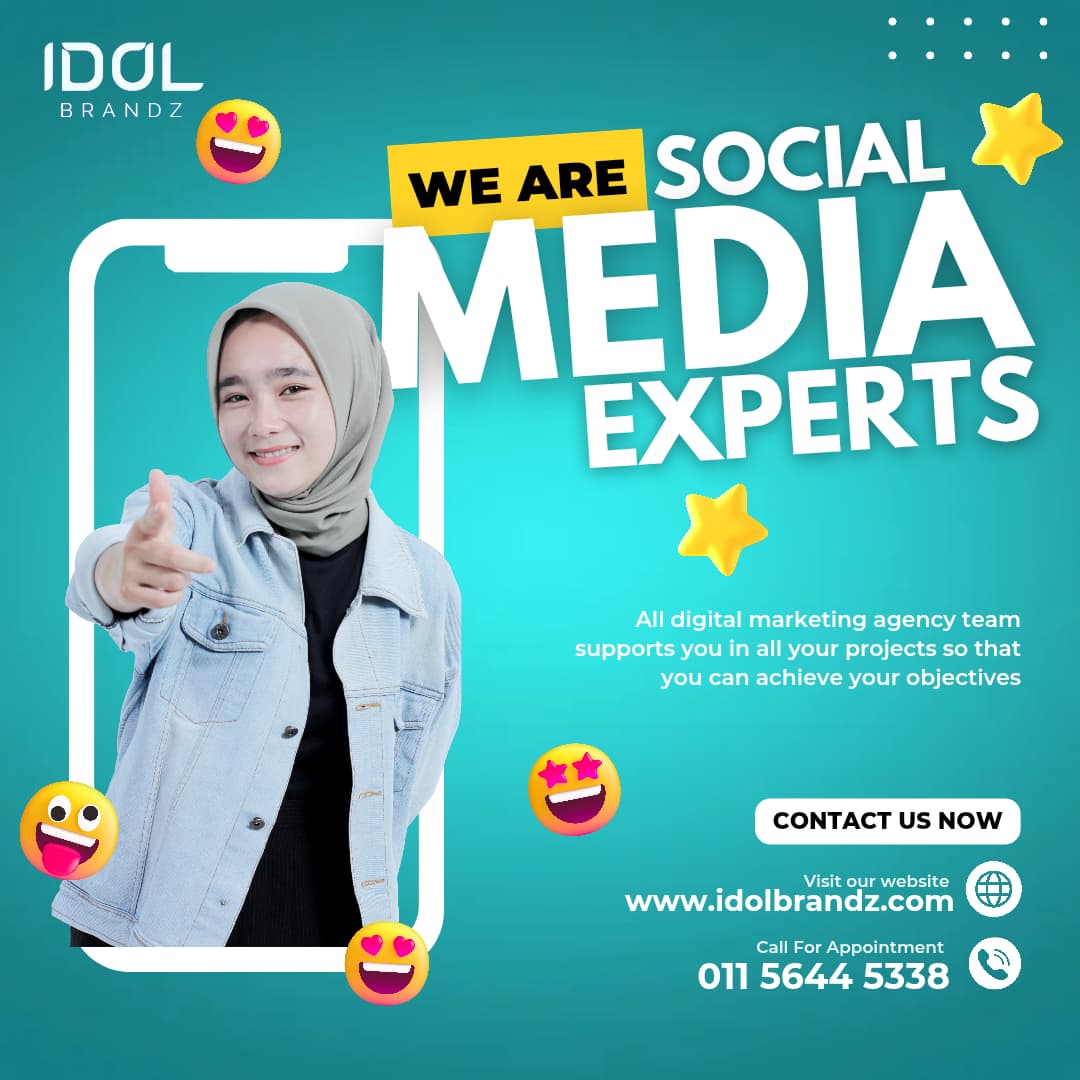 IDOL
BRANDZ
WE ARE SOCIAL
MEDIA
EXPERTS
All digital marketing agency team
supports you in all your projects so that
you can achieve your objectives
CONTACT US NOW
Visit our website
www.idolbrandz.com
Call For Appointment
011 5644 5338